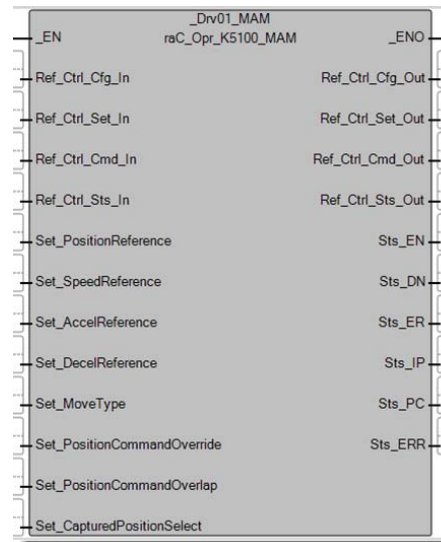 _Drv01_MAM
_EN raC_Opr_K5100_MAM _ENO
Ref_Ctrl_Cfg_In Ref_Ctrl_Cfg_Out
Ref_Ctrl_Set_In Ref_Ctrl_Set_Out
Ref_Ctrl_Cmd_In Ref_Ctrl_Cmd_Out
Ref_Ctrl_Sts_In Ref_Ctrl_Sts_Out
Set_PositionReference Sts_EN
Set_SpeedReference Sts_DN
Set_AccelReference Sts_ER
Set_DecelReference Sts_IP
Set_MoveType Sts_PC
Set_PositionCommandOverride Sts_ERR
Set_PositionCommandOverlap
Set_CapturedPositionSelect